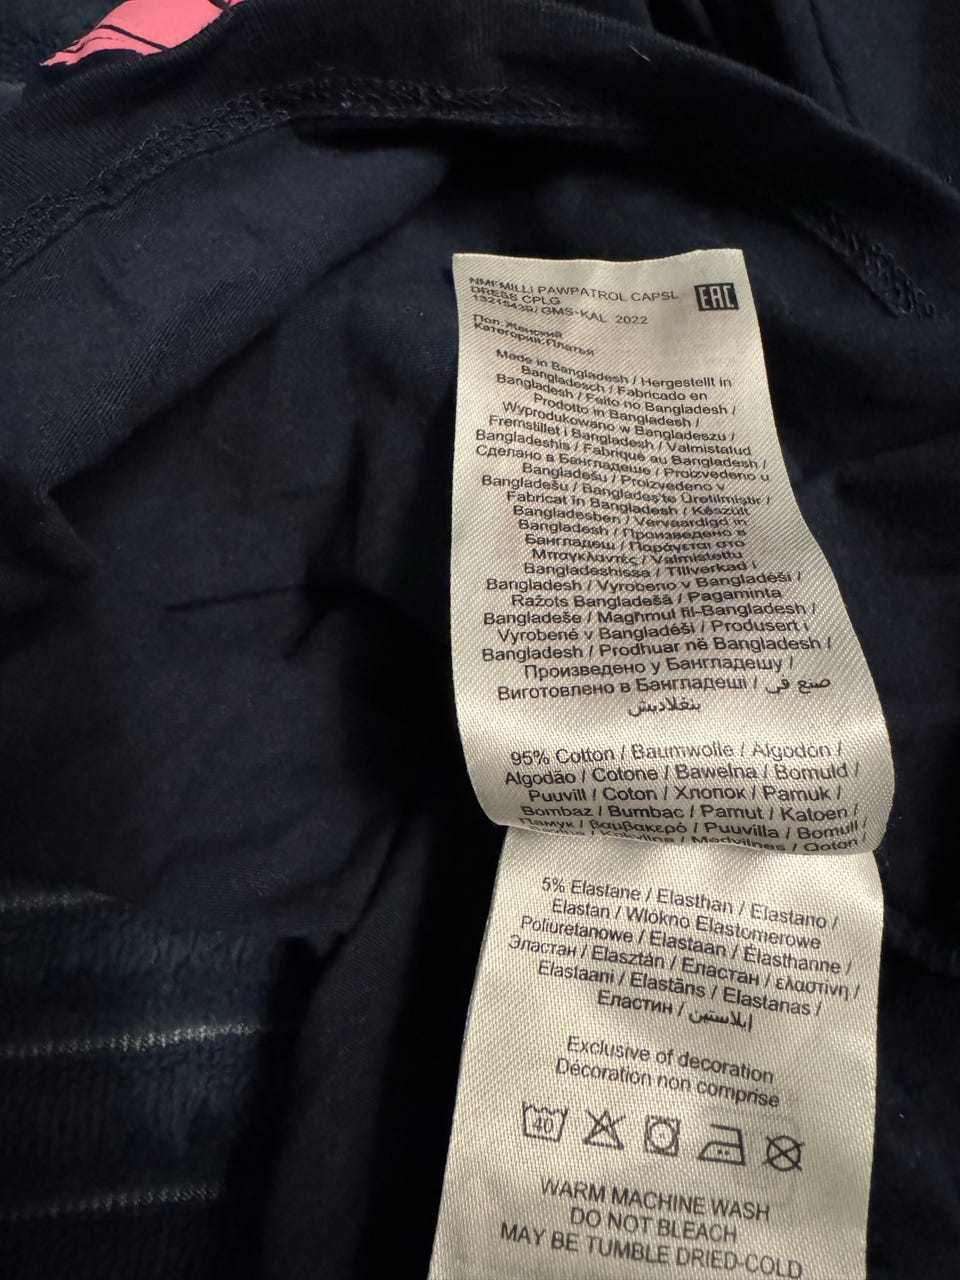 NMFMILLI PAWPATROL CAPSL
DRESS CPLG
13215439/ GMS-KAL 2022
EAC
Пол: Женский
Категория:Платья
Made in Bangladesh / Hergestellt in
Bangladesch / Fabricado en
Bangladesh / Feito no Bangladesh /
Prodotto in Bangladesh /
Wyprodukowano w Bangladeszu /
Fremstillet i Bangladesh / Valmistatud
Bangladeshis / Fabriqué au Bangladesh /
Сделано в Бангладеше / Proizvedeno u
Bangladešu / Proizvedeno v
Bangladešu / Bangladeş'te Üretilmiştir /
Fabricat în Bangladesh / Készült
Bangladesben / Vervaardigd in
Bangladesh / Произведено в
Бангладеш / Παράγεται στο
Μπαγκλαντές / Valmistettu
Bangladeshissa / Tillverkad i
Bangladesh / Vyrobeno v Bangladéši /
Ražots Bangladešā / Pagaminta
Bangladeše / Magħmul fil-Bangladesh /
Vyrobené v Bangladéši / Produsert i
Bangladesh / Prodhuar në Bangladesh /
Произведено у Бангладешу /
Виготовлено в Бангладеші / صنع في
بنغلاديش
95% Cotton / Baumwolle / Algodón /
Algodão / Cotone / Bawełna / Bomuld /
Puuvill / Coton / Хлопок / Pamuk /
Bombaž / Bumbac / Pamut / Katoen /
Памук / βαμβακερό / Puuvilla / Bomull /
Kokvilna / Medvilnės / Qoton /
5% Elastane / Elasthan / Elastano /
Elastan / Włókno Elastomerowe
Poliuretanowe / Elastaan / Élasthanne /
Эластан / Elasztán / Еластан / ελαστίνη /
Elastaani / Elastāns / Elastanas /
Еластин / إيلاستين
Exclusive of decoration
Décoration non comprise
40
WARM MACHINE WASH
DO NOT BLEACH
MAY BE TUMBLE DRIED-COLD